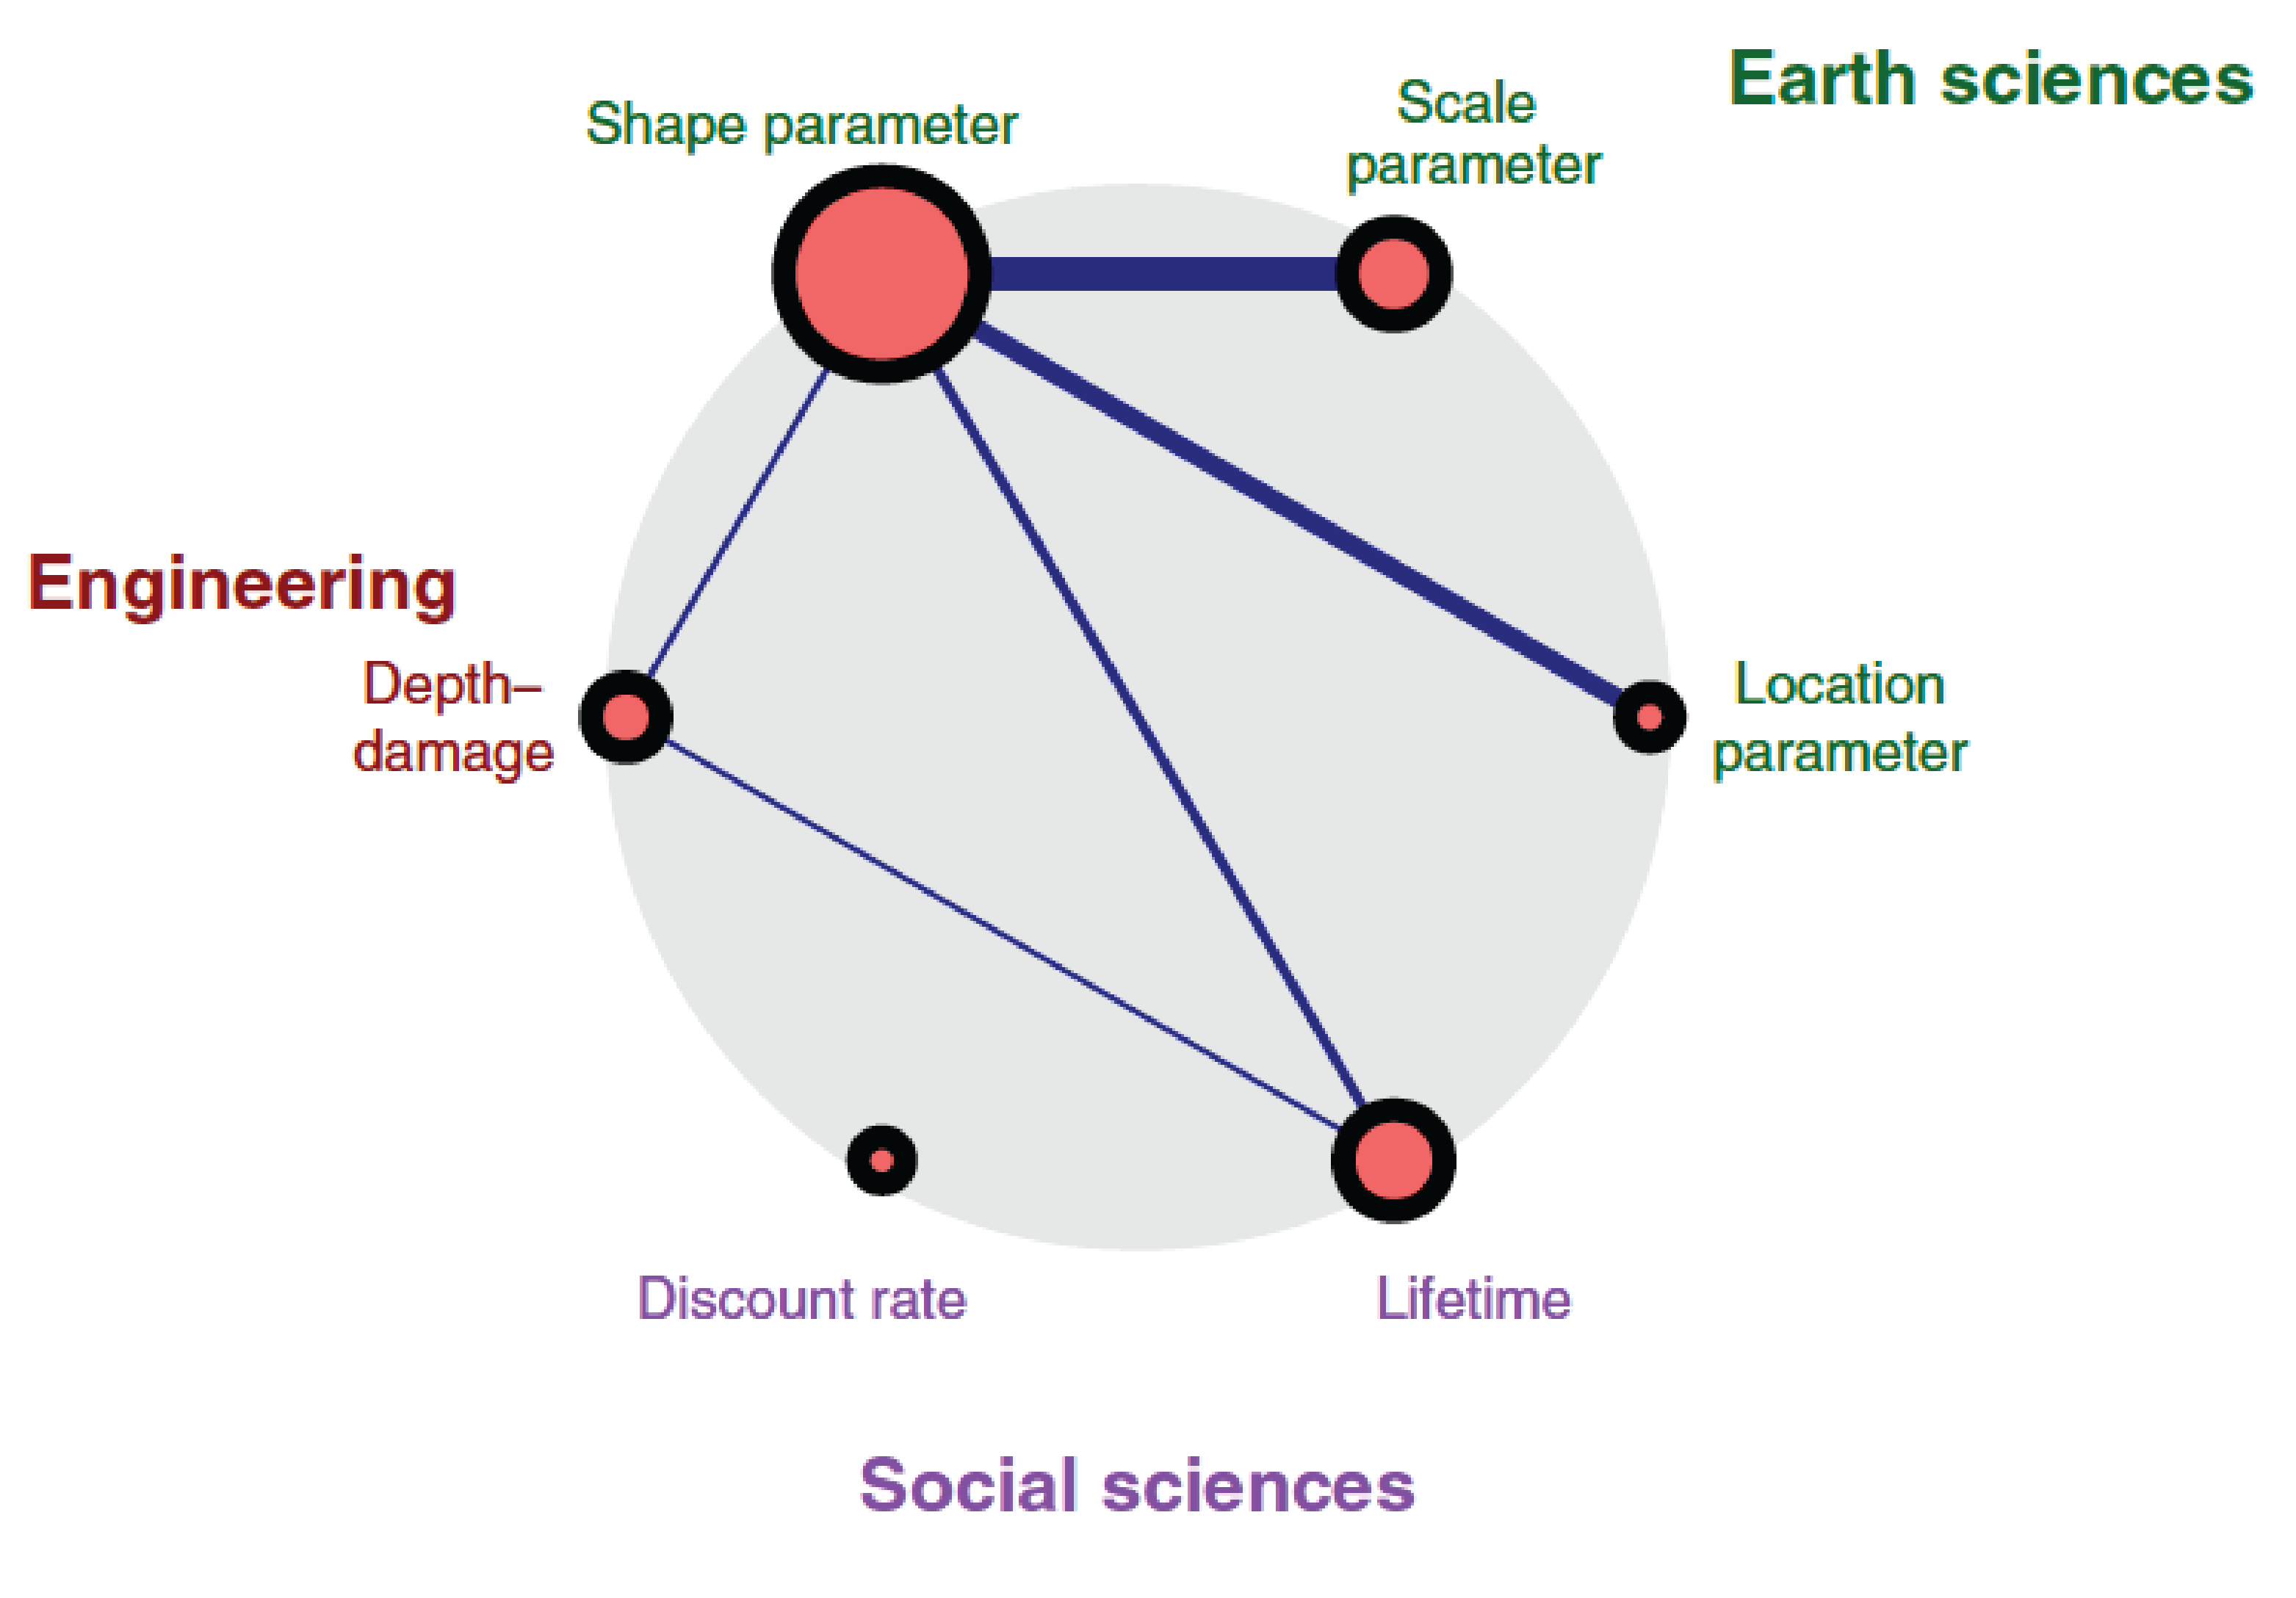 Earth sciences
Shape parameter
Scale
parameter
Engineering
Depth–
damage
Location
parameter
Discount rate
Lifetime
Social sciences